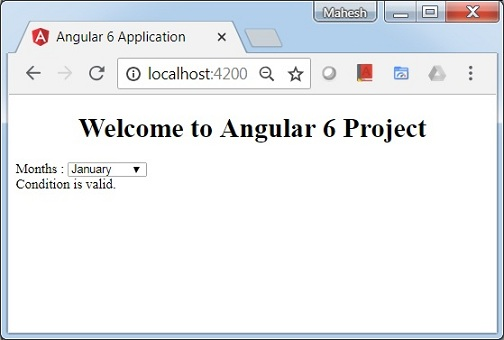 Mahesh
Angular 6 Application
localhost:4200
Welcome to Angular 6 Project
Months : January
Condition is valid.